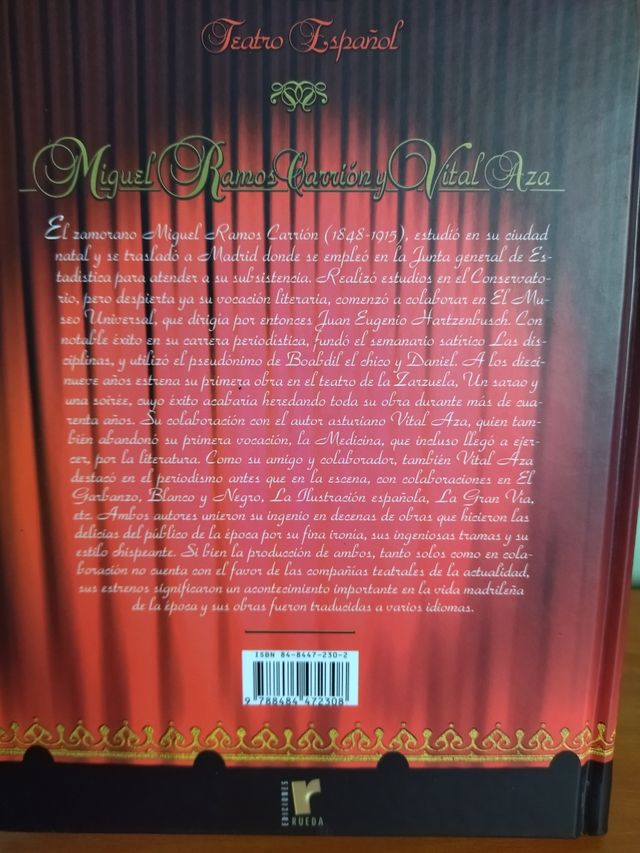 Teatro Español
Miguel Ramos Carrión y Vital Aza
El zamorano Miguel Ramos Carrión (1848-1915), estudió en su ciudad
natal y se trasladó a Madrid donde se empleó en la Junta general de Es-
tadística para atender a su subsistencia. Realizó estudios en el Conservato-
rio, pero despierta ya su vocación literaria, comenzó a colaborar en El Mu-
seo Universal, que dirigía por entonces Juan Eugenio Hartzenbusch. Con
notable éxito en su carrera periodística, fundó el semanario satírico Las dis-
ciplinas, y utilizó el pseudónimo de Boabdil el chico y Daniel. A los dieci-
nueve años estrena su primera obra en el teatro de la Zarzuela, Un sarao y
una soirée, cuyo éxito acabaría heredando toda su obra durante más de cua-
renta años. Su colaboración con el autor asturiano Vital Aza, quien tam-
bién abandonó su primera vocación, la Medicina, que incluso llegó a ejer-
cer, por la literatura. Como su amigo y colaborador, también Vital Aza
destacó en el periodismo antes que en la escena, con colaboraciones en El
Garbanzo, Blanco y Negro, La Ilustración española, La Gran Vía,
etc. Ambos autores unieron su ingenio en decenas de obras que hicieron las
delicias del público de la época por su fina ironía, sus ingeniosas tramas y su
estilo chispeante. Si bien la producción de ambos, tanto solos como en cola-
boración no cuenta con el favor de las compañías teatrales de la actualidad,
sus estrenos significaron un acontecimiento importante en la vida madrileña
de la época y sus obras fueron traducidas a varios idiomas.
ISBN 84-8447-230-2
9 788484 472308
EDICIONES
r
RUEDA